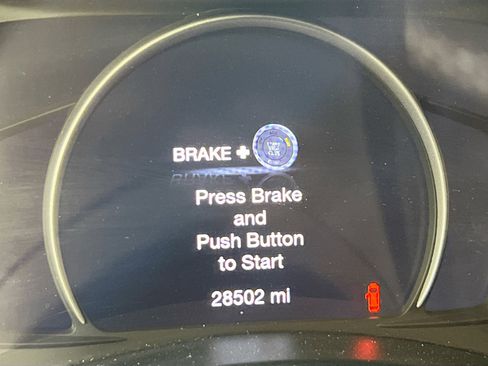 BRAKE +
Press Brake
and
Push Button
to Start
28502 mi